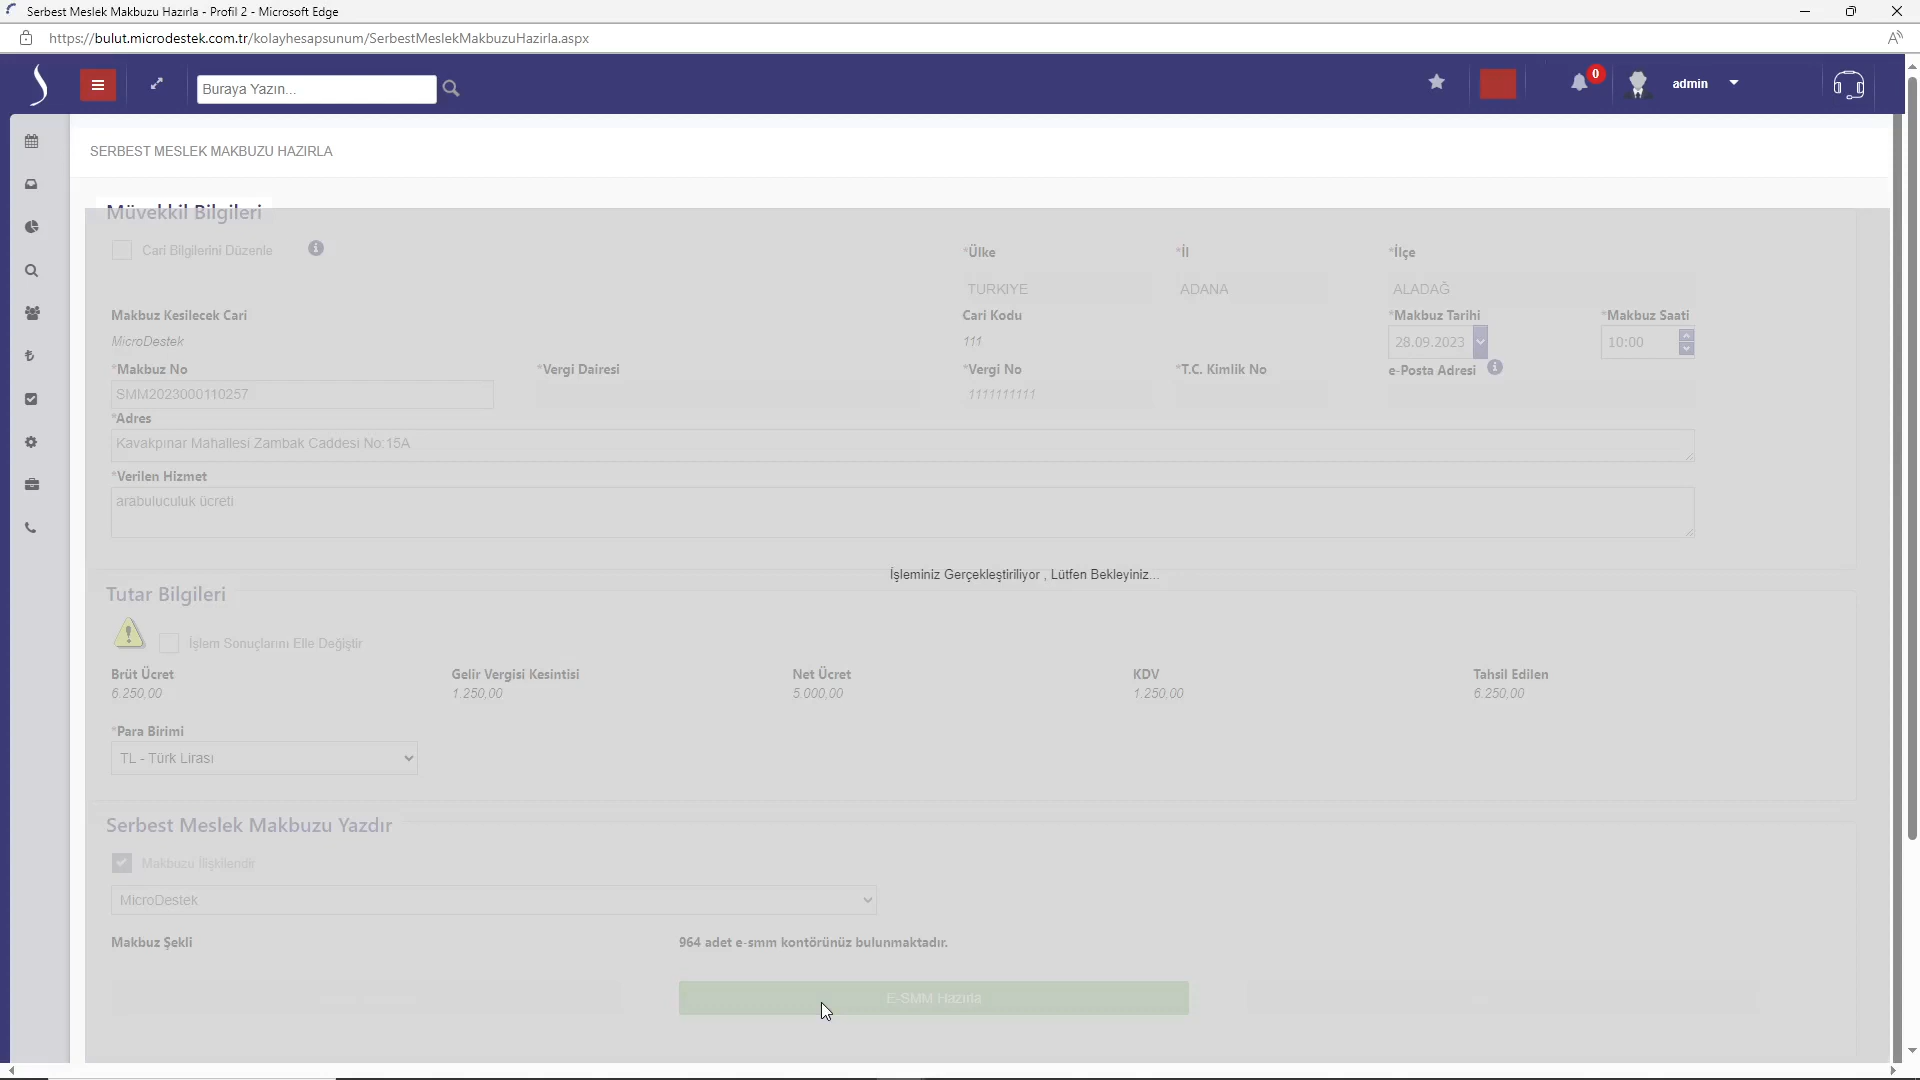 Serbest Meslek Makbuzu Hazırla - Profil 2 - Microsoft Edge
https://bulut.microdestek.com.tr/kolayhesapsunum/SerbestMeslekMakbuzuHazirla.aspx
Buraya Yazın...
0
admin
SERBEST MESLEK MAKBUZU HAZIRLA
Müvekkil Bilgileri
Cari Bilgilerini Düzenle
*Ülke
*İl
*İlçe
TÜRKİYE
ADANA
ALADAĞ
Makbuz Kesilecek Cari
Cari Kodu
*Makbuz Tarihi
*Makbuz Saati
MicroDestek
111
28.09.2023
10:00
*Makbuz No
*Vergi Dairesi
*Vergi No
*T.C. Kimlik No
e-Posta Adresi
SMM2023000110257
1111111111
*Adres
Kavakpınar Mahallesi Zambak Caddesi No:15A
*Verilen Hizmet
arabuluculuk ücreti
İşleminiz Gerçekleştiriliyor , Lütfen Bekleyiniz...
Tutar Bilgileri
İşlem Sonuçlarını Elle Değiştir
Brüt Ücret
Gelir Vergisi Kesintisi
Net Ücret
KDV
Tahsil Edilen
6.250,00
1.250,00
5.000,00
1.250,00
6.250,00
*Para Birimi
TL - Türk Lirası
Serbest Meslek Makbuzu Yazdır
Makbuzu İlişkilendir
MicroDestek
Makbuz Şekli
964 adet e-smm kontörünüz bulunmaktadır.
E-SMM Hazırla